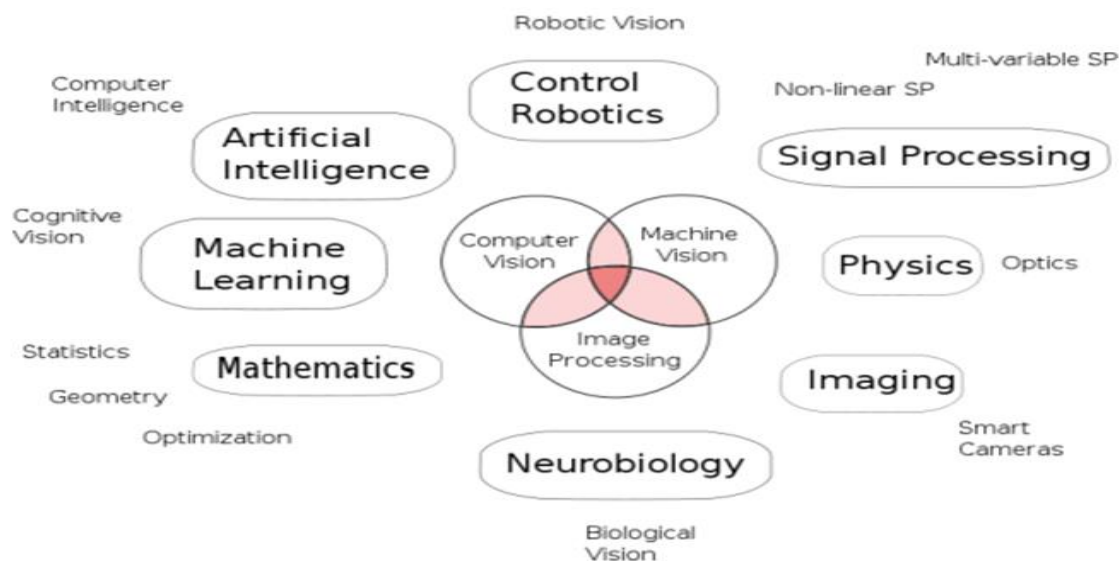 Robotic Vision
Multi-variable SP
Non-linear SP
Computer
Intelligence
Control
Robotics
Artificial
Intelligence
Signal Processing
Cognitive
Vision
Machine
Learning
Computer
Vision
Machine
Vision
Physics
Optics
Image
Processing
Statistics
Mathematics
Geometry
Optimization
Imaging
Smart
Cameras
Neurobiology
Biological
Vision